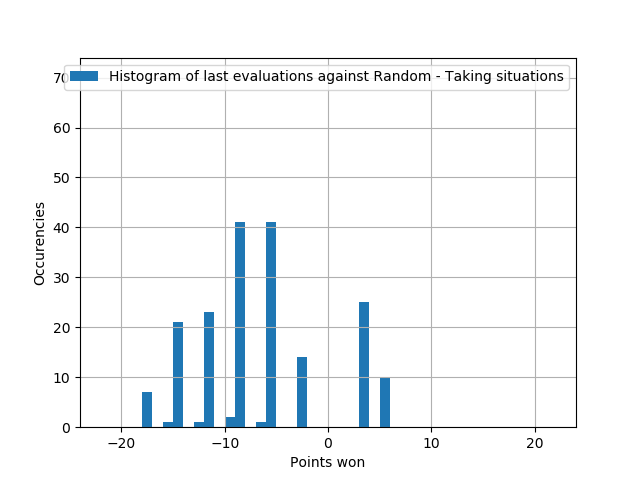 Histogram of last evaluations against Random - Taking situations
70
60
50
40
30
20
10
0
Occurencies
−20 −10 0 10 20
Points won